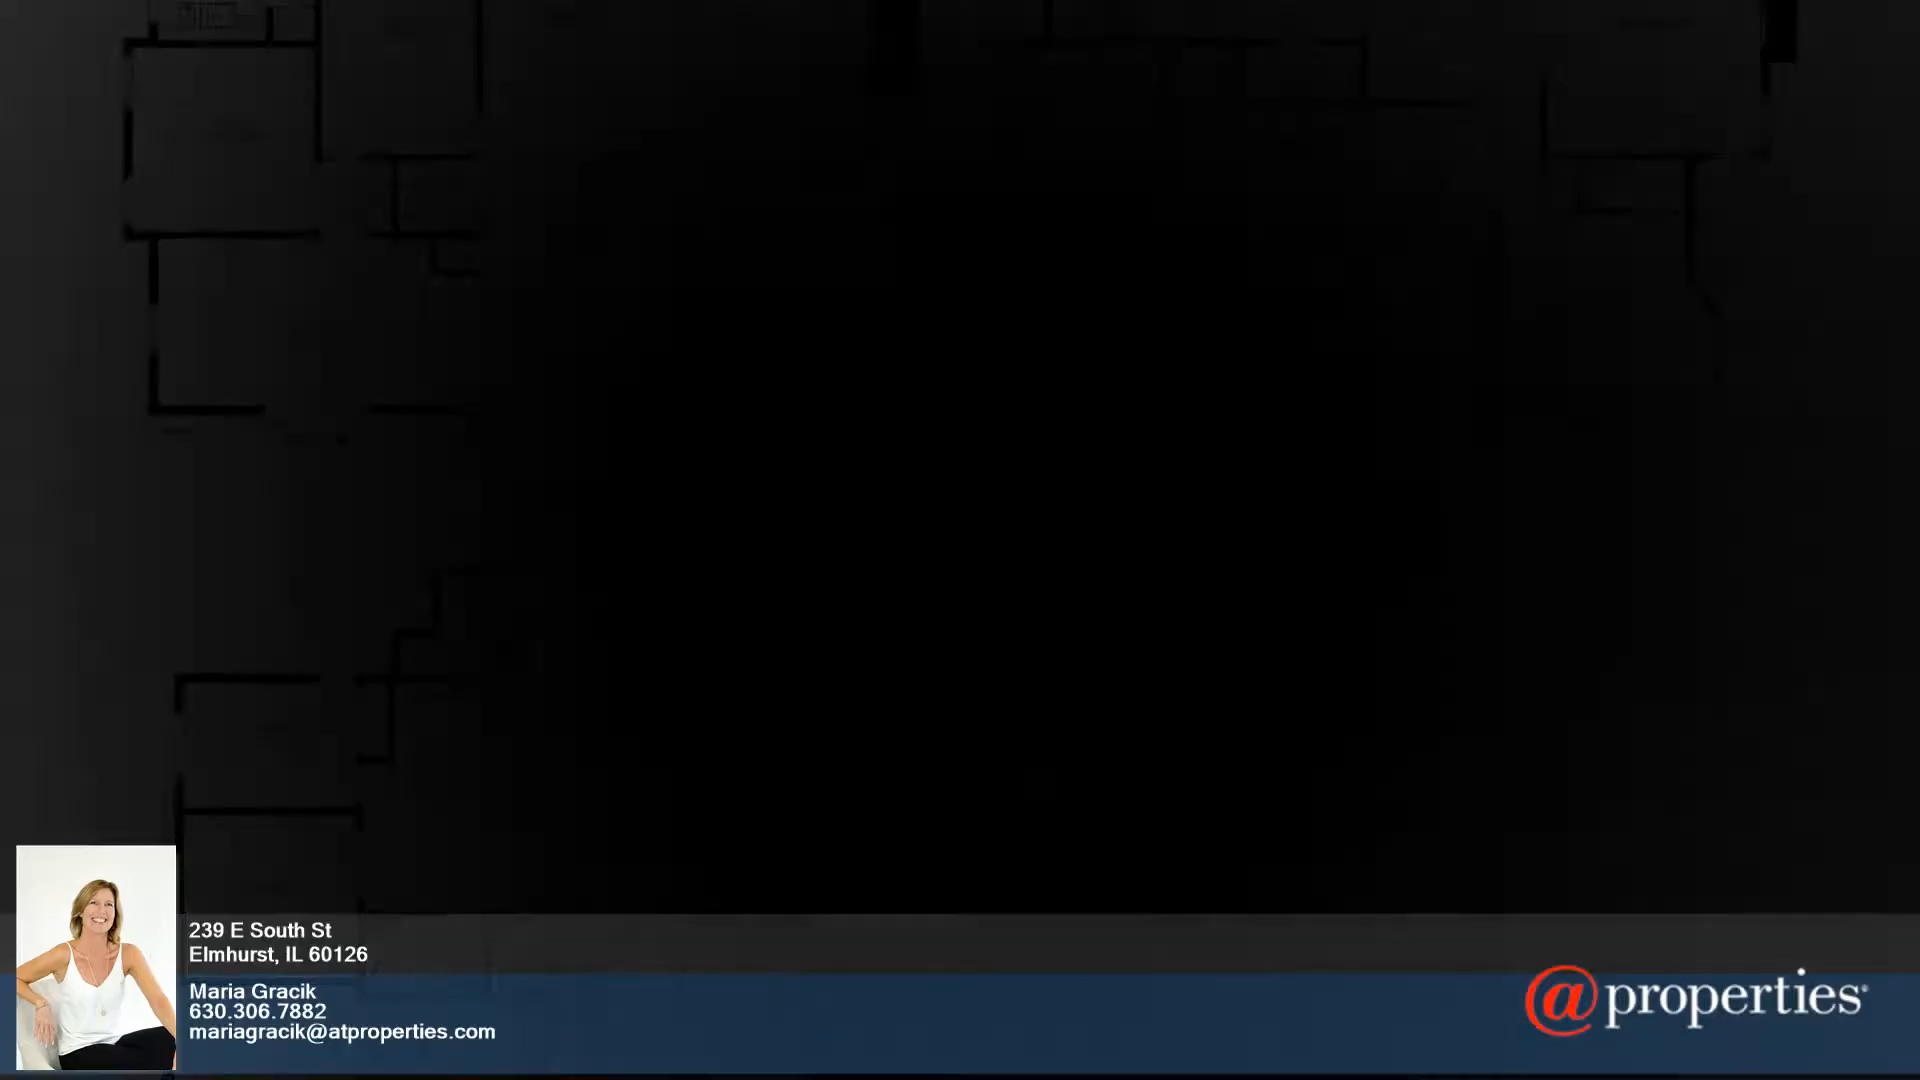 239 E South St
Elmhurst, IL 60126
Maria Gracik
630.306.7882
mariagracik@atproperties.com
@properties®